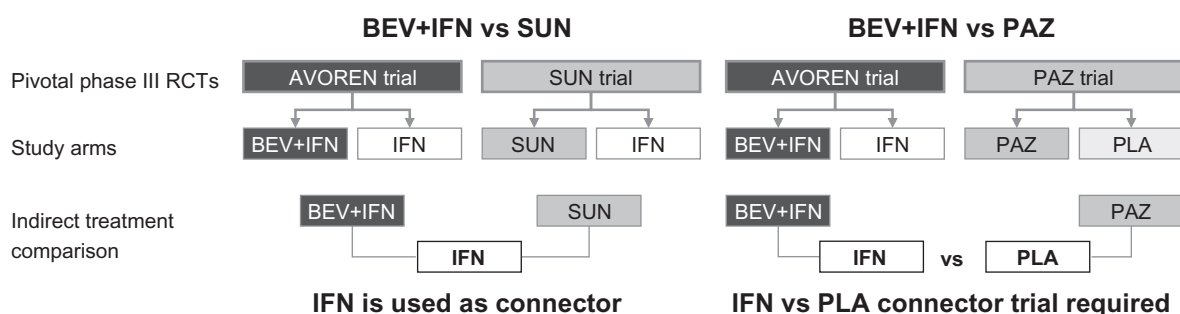 BEV+IFN vs SUN BEV+IFN vs PAZ
Pivotal phase III RCTs AVOREN trial SUN trial AVOREN trial PAZ trial
Study arms BEV+IFN IFN SUN IFN BEV+IFN IFN PAZ PLA
Indirect treatment
comparison
BEV+IFN SUN BEV+IFN PAZ
IFN IFN vs PLA
IFN is used as connector IFN vs PLA connector trial required